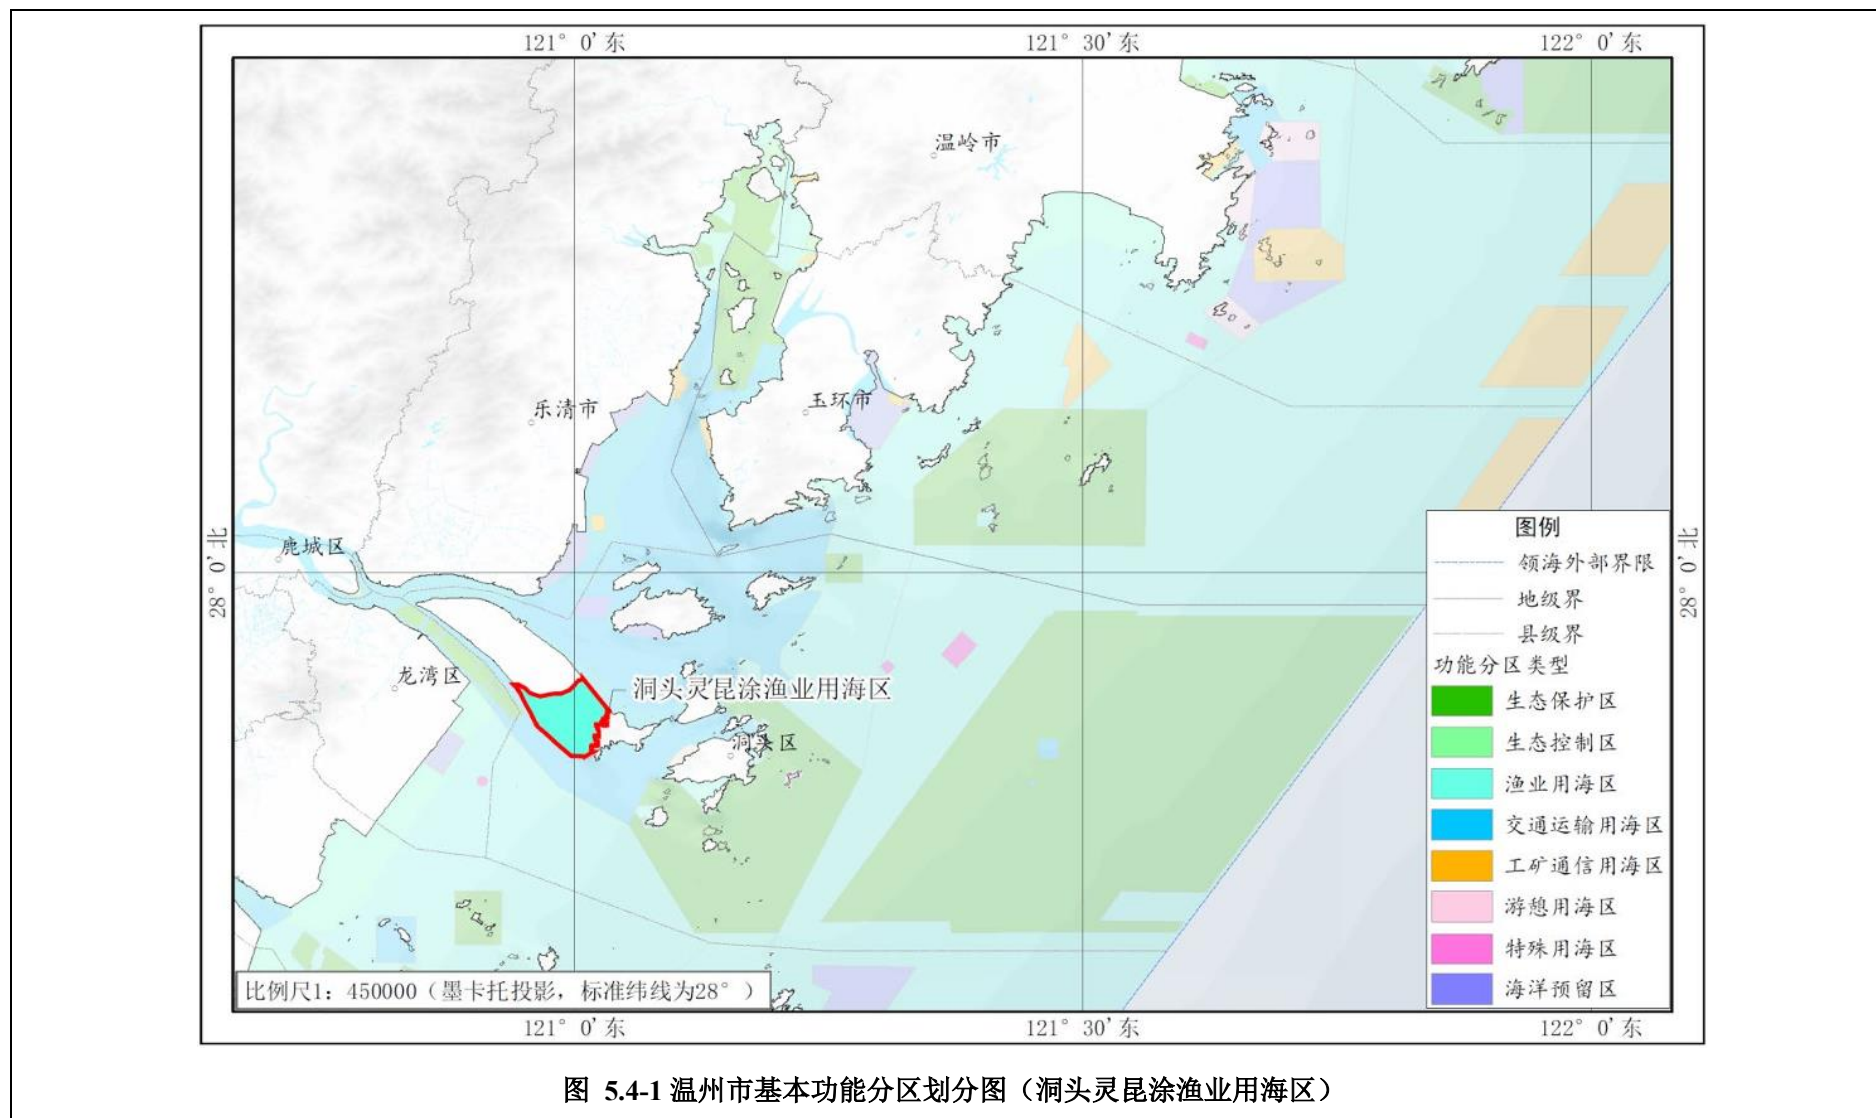 121° 0′东
121° 30′东
122° 0′东
温岭市
乐清市
玉环市
鹿城区
28° 0′北
28° 0′北
龙湾区
洞头灵昆涂渔业用海区
洞头区
图例
领海外部界限
地级界
县级界
功能分区类型
生态保护区
生态控制区
渔业用海区
交通运输用海区
工矿通信用海区
游憩用海区
特殊用海区
海洋预留区
比例尺1：450000（墨卡托投影，标准纬线为28°）
121° 0′东
121° 30′东
122° 0′东
图 5.4-1 温州市基本功能分区划分图（洞头灵昆涂渔业用海区）